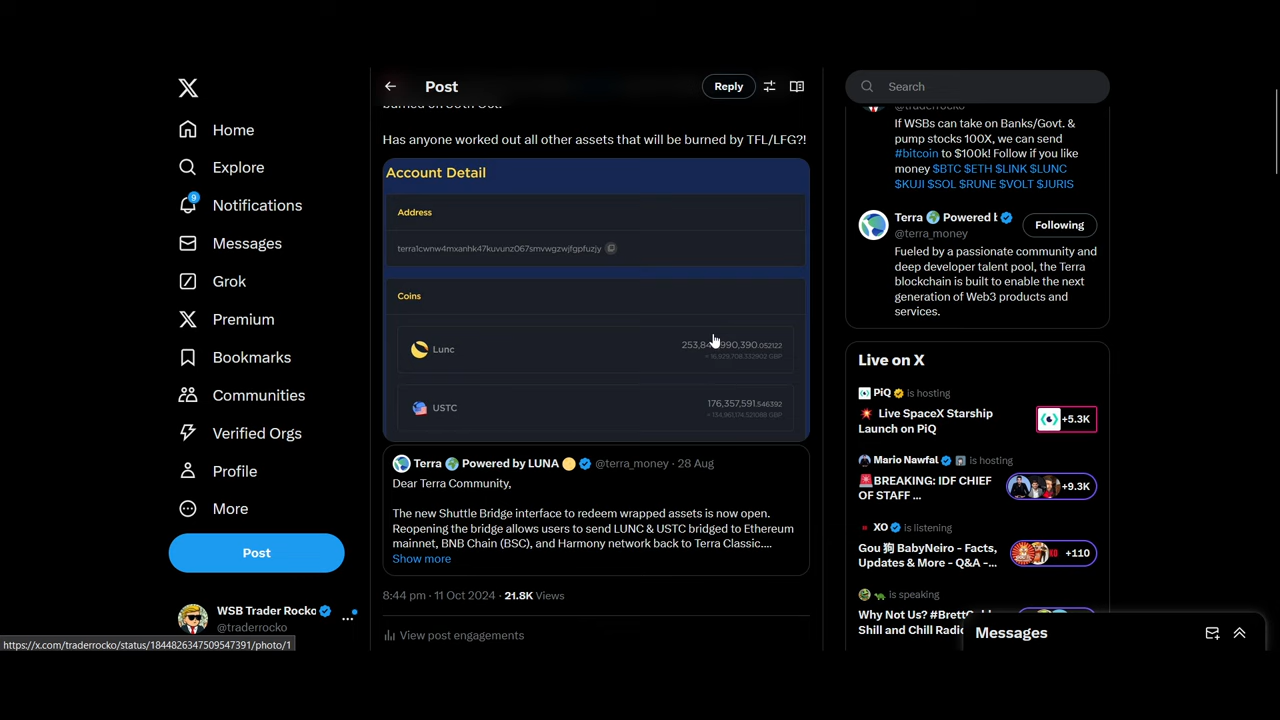 Home
Explore
9
Notifications
Messages
Grok
Premium
Bookmarks
Communities
Verified Orgs
Profile
More
Post
WSB Trader Rocko
@traderrocko
https://x.com/traderrocko/status/1844826347509547391/photo/1
Post
Reply
Has anyone worked out all other assets that will be burned by TFL/LFG?!
Account Detail
Address
terra1cwnw4mxanhk47kuvunz067smvwgzwjfgpfuzjy
Coins
Lunc
USTC
176,357,591.546392
Terra Powered by LUNA @terra_money · 28 Aug
Dear Terra Community,
The new Shuttle Bridge interface to redeem wrapped assets is now open.
Reopening the bridge allows users to send LUNC & USTC bridged to Ethereum
mainnet, BNB Chain (BSC), and Harmony network back to Terra Classic....
Show more
8:44 pm · 11 Oct 2024 · 21.8K Views
View post engagements
Search
@traderrocko
If WSBs can take on Banks/Govt. &
pump stocks 100X, we can send
#bitcoin to $100k! Follow if you like
money $BTC $ETH $LINK $LUNC
$KUJI $SOL $RUNE $VOLT $JURIS
Terra Powered
@terra_money
Following
Fueled by a passionate community and
deep developer talent pool, the Terra
blockchain is built to enable the next
generation of Web3 products and
services.
Live on X
PiQ is hosting
Live SpaceX Starship
Launch on PiQ
+5.3K
Mario Nawfal is hosting
BREAKING: IDF CHIEF
OF STAFF ...
+9.3K
XO is listening
Gou 狗 BabyNeiro - Facts,
Updates & More - Q&A -...
+110
is speaking
Why Not Us?
Shill and Chill
Messages